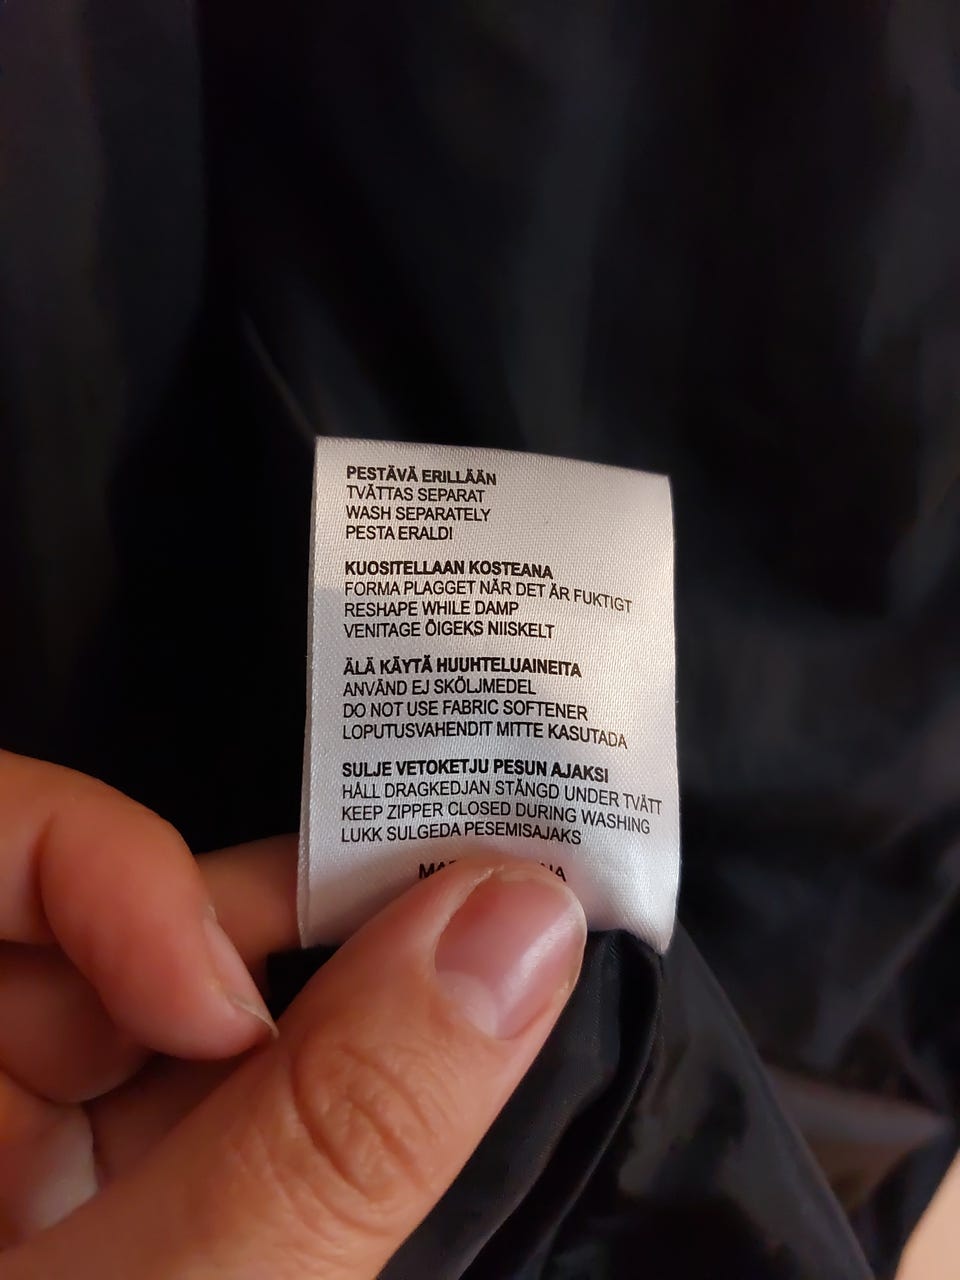 PESTÄVÄ ERILLÄÄN
TVÄTTAS SEPARAT
WASH SEPARATELY
PESTA ERALDI
KUOSITELLAAN KOSTEANA
FORMA PLAGGET NÄR DET ÄR FUKTIGT
RESHAPE WHILE DAMP
VENITAGE ÕIGEKS NIISKELT
ÄLÄ KÄYTÄ HUUHTELUAINEITA
ANVÄND EJ SKÖLJMEDEL
DO NOT USE FABRIC SOFTENER
LOPUTUSVAHENDIT MITTE KASUTADA
SULJE VETOKETJU PESUN AJAKSI
HÅLL DRAGKEDJAN STÄNGD UNDER TVÄTT
KEEP ZIPPER CLOSED DURING WASHING
LUKK SULGEDA PESEMISAJAKS